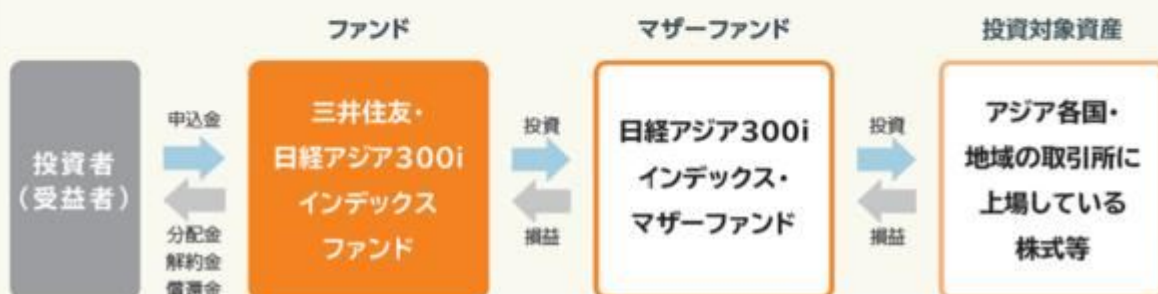 ファンド
マザーファンド
投資対象資産
投資者
(受益者)
申込金
分配金
解約金
償還金
三井住友・
日経アジア300i
インデックス
ファンド
投資
損益
日経アジア300i
インデックス・
マザーファンド
投資
損益
アジア各国・
地域の取引所に
上場している
株式等